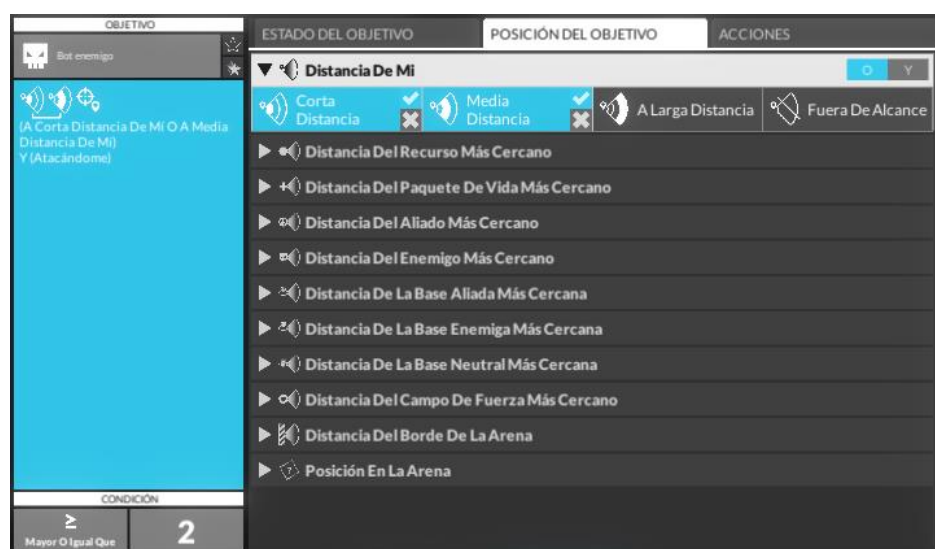 OBJETIVO
Bot enemigo
(A Corta Distancia De Mí O A Media
Distancia De Mí)
Y (Atacándome)
CONDICIÓN
≥
Mayor O Igual Que
2
ESTADO DEL OBJETIVO
POSICIÓN DEL OBJETIVO
ACCIONES
Distancia De Mi
O Y
Corta
Distancia
Media
Distancia
A Larga Distancia
Fuera De Alcance
Distancia Del Recurso Más Cercano
Distancia Del Paquete De Vida Más Cercano
Distancia Del Aliado Más Cercano
Distancia Del Enemigo Más Cercano
Distancia De La Base Aliada Más Cercana
Distancia De La Base Enemiga Más Cercana
Distancia De La Base Neutral Más Cercana
Distancia Del Campo De Fuerza Más Cercano
Distancia Del Borde De La Arena
Posición En La Arena